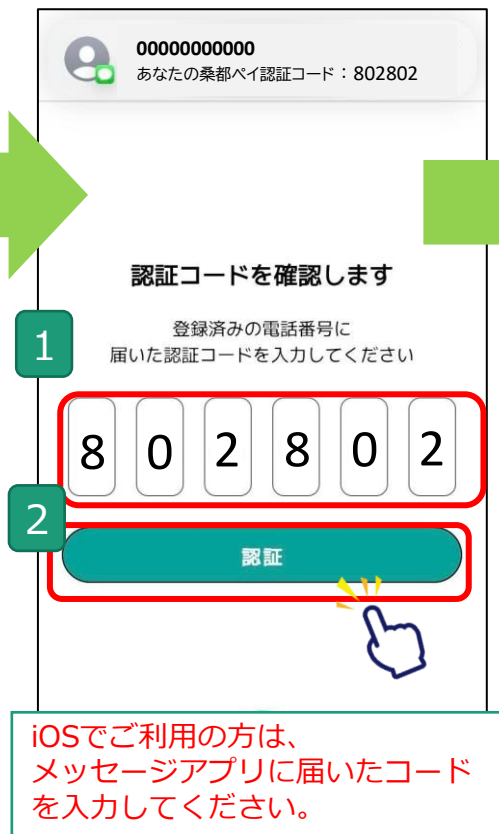 00000000000
あなたの桑都ペイ認証コード：802802
認証コードを確認します
1
登録済みの電話番号に
届いた認証コードを入力してください
8 0 2 8 0 2
2
認証
iOSでご利用の方は、
メッセージアプリに届いたコード
を入力してください。